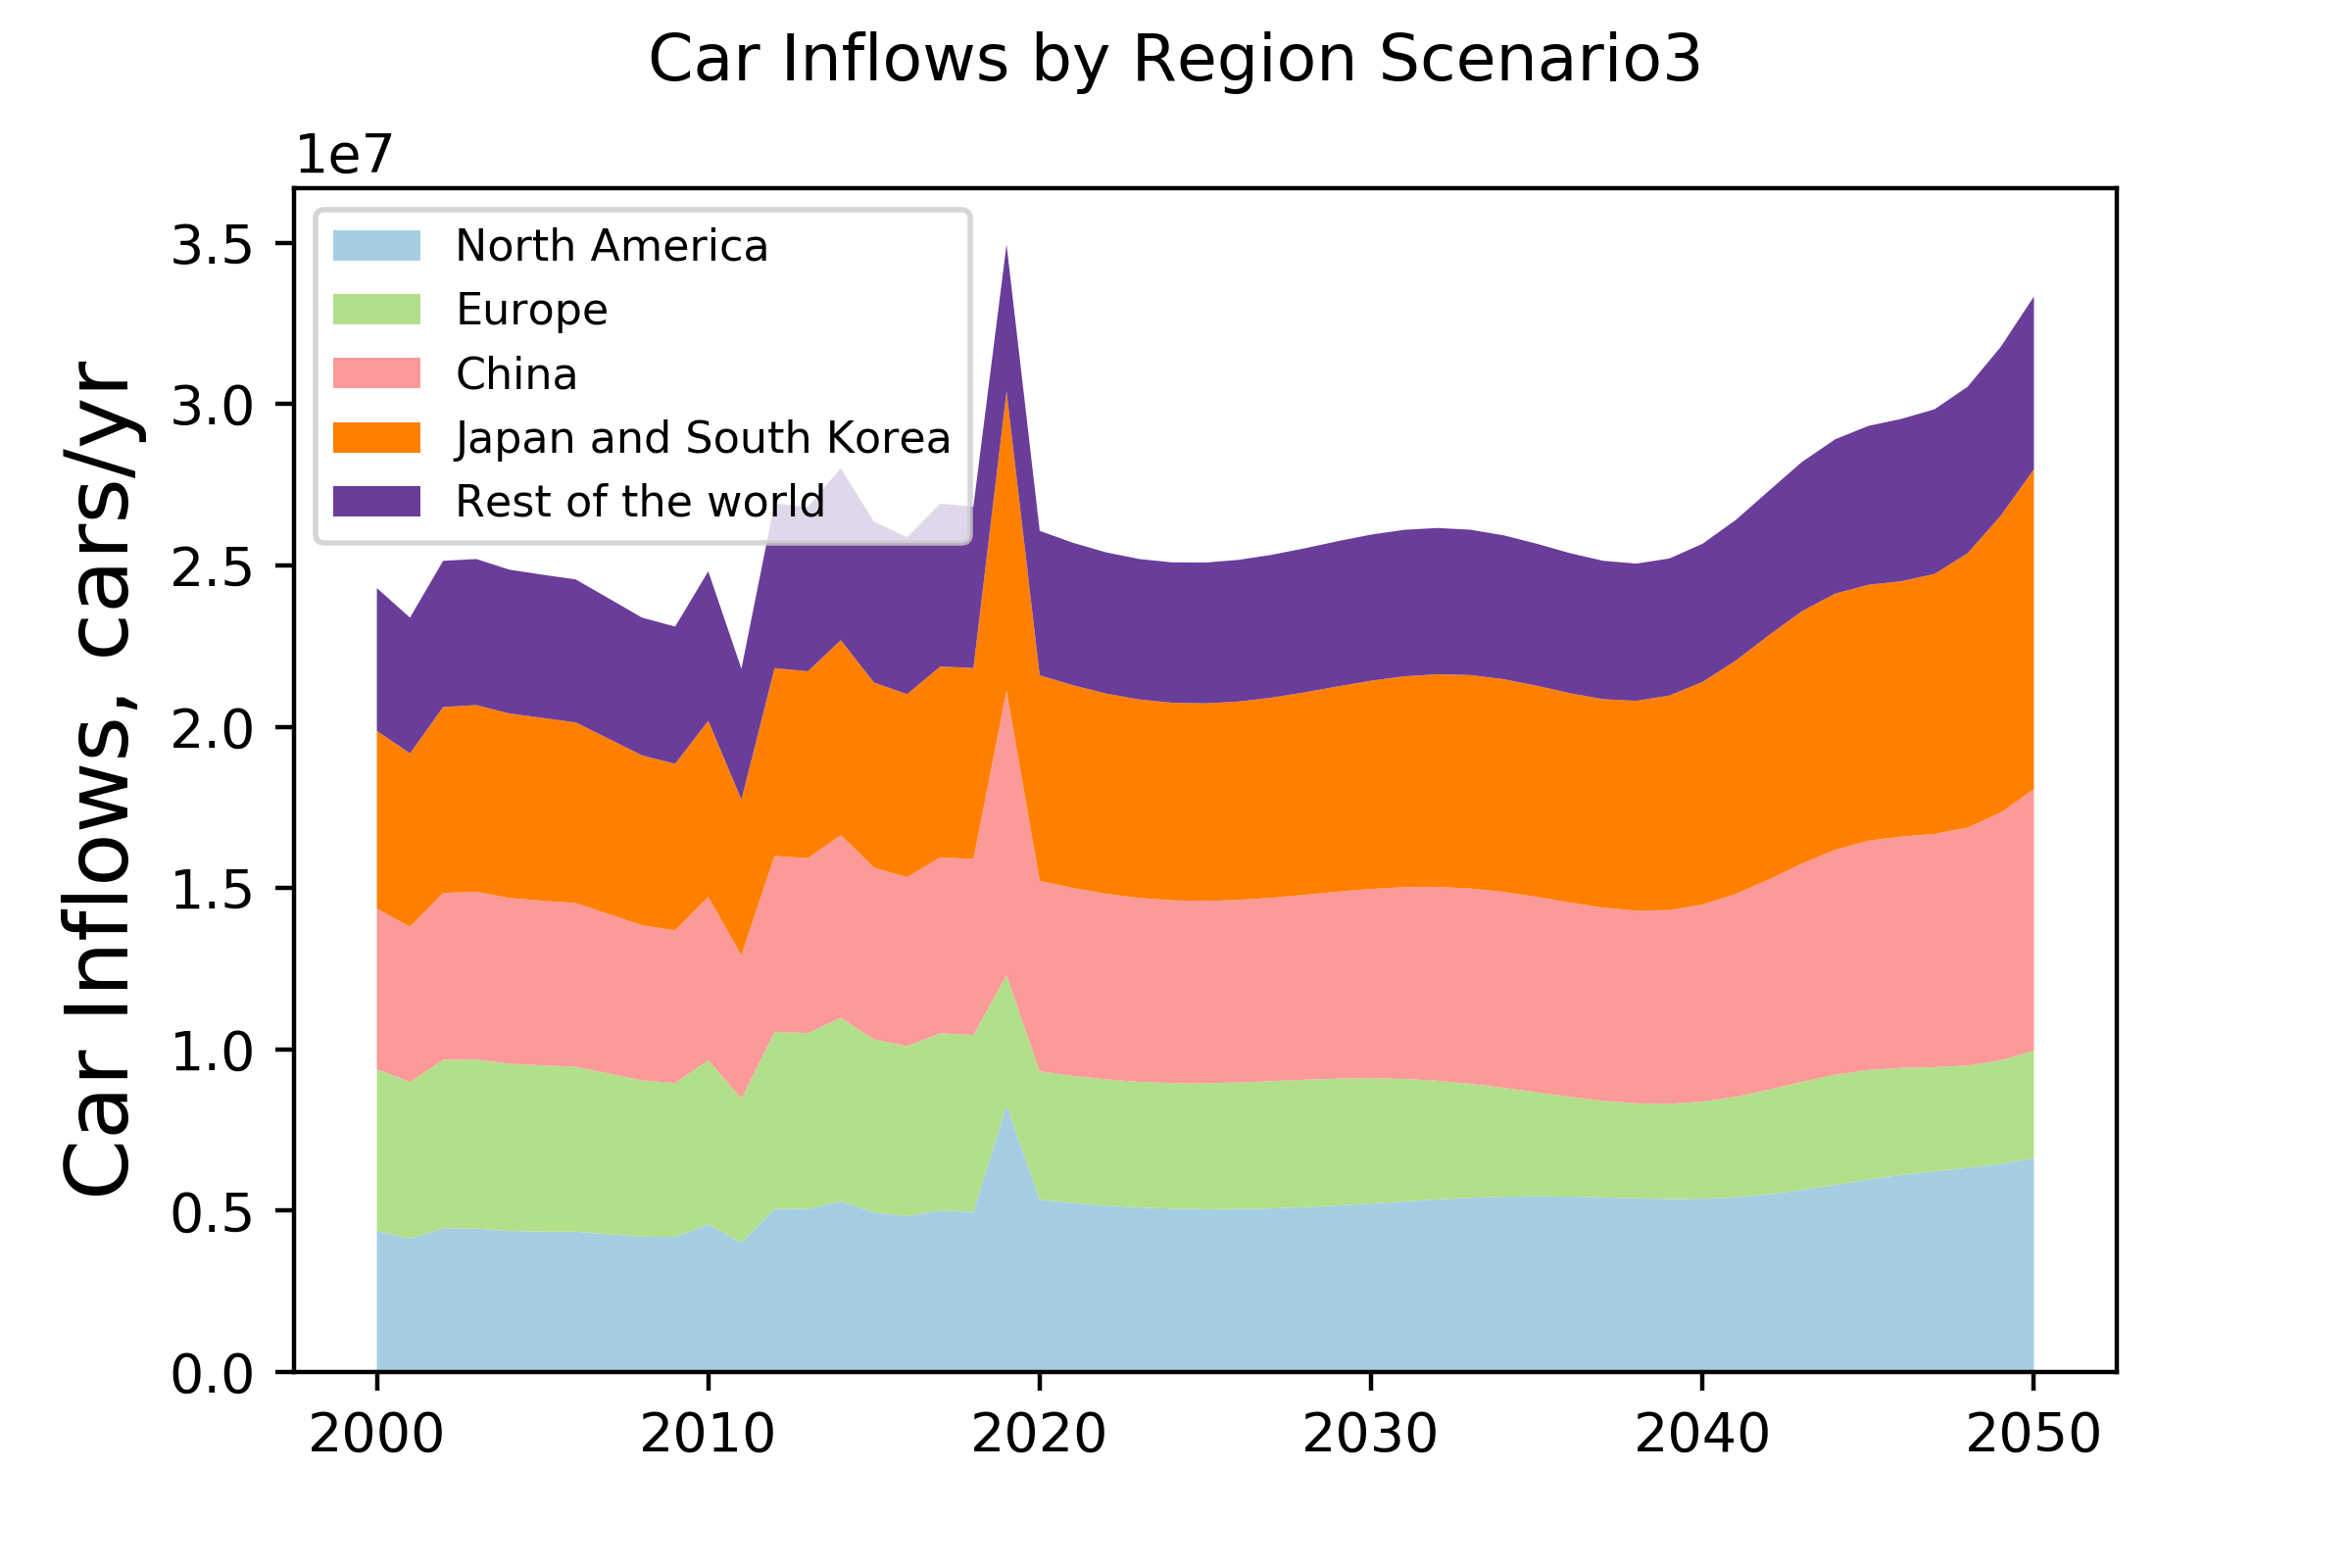 Car Inflows by Region Scenario3
1e7
3.5
3.0
2.5
2.0
1.5
1.0
0.5
0.0
Car Inflows, cars/yr
North America
Europe
China
Japan and South Korea
Rest of the world
2000 2010 2020 2030 2040 2050